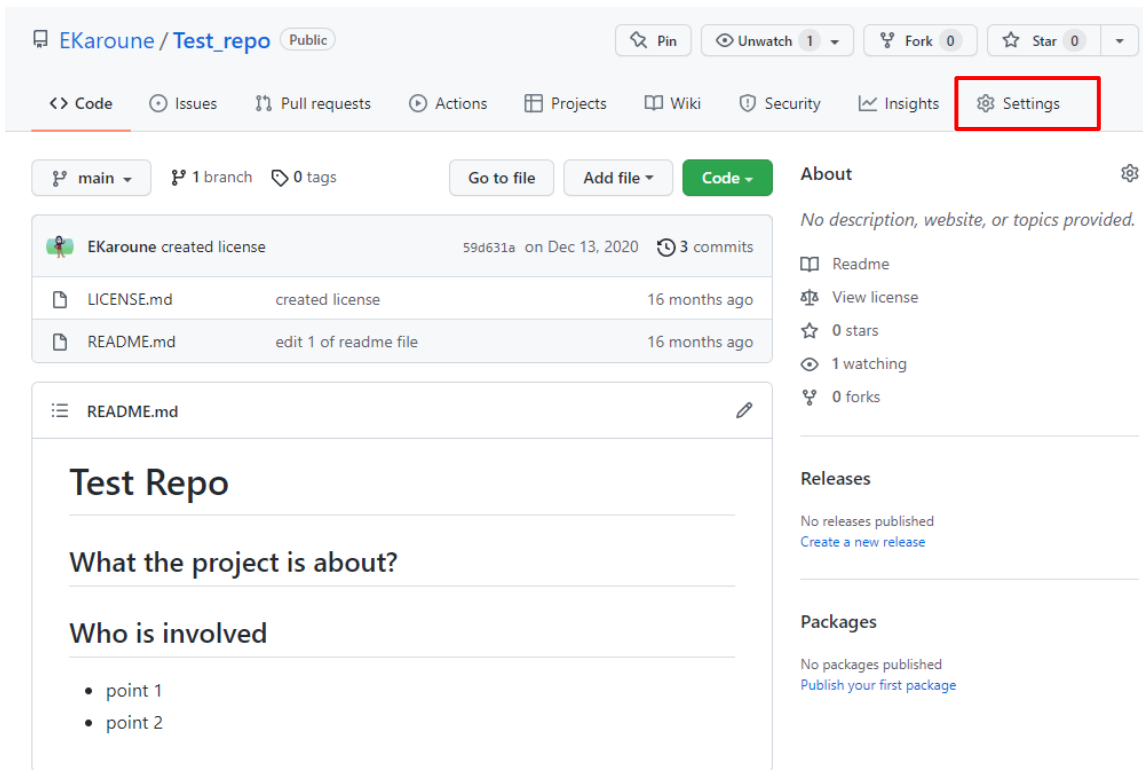 EKaroune / Test_repo Public Pin Unwatch 1 Fork 0 Star 0
<> Code Issues Pull requests Actions Projects Wiki Security Insights Settings
main 1 branch 0 tags Go to file Add file Code
EKaroune created license 59d631a on Dec 13, 2020 3 commits
LICENSE.md created license 16 months ago
README.md edit 1 of readme file 16 months ago
README.md
Test Repo
What the project is about?
Who is involved
• point 1
• point 2
About
No description, website, or topics provided.
Readme
View license
0 stars
1 watching
0 forks
Releases
No releases published
Create a new release
Packages
No packages published
Publish your first package